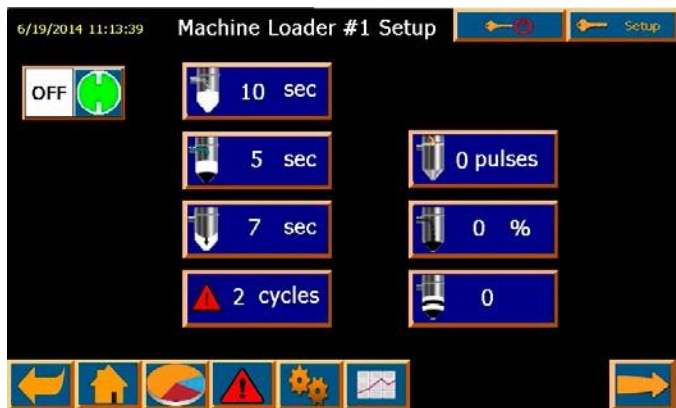 6/19/2014 11:13:39 Machine Loader #1 Setup Setup
OFF
10 sec
5 sec
0 pulses
7 sec
0 %
2 cycles
0